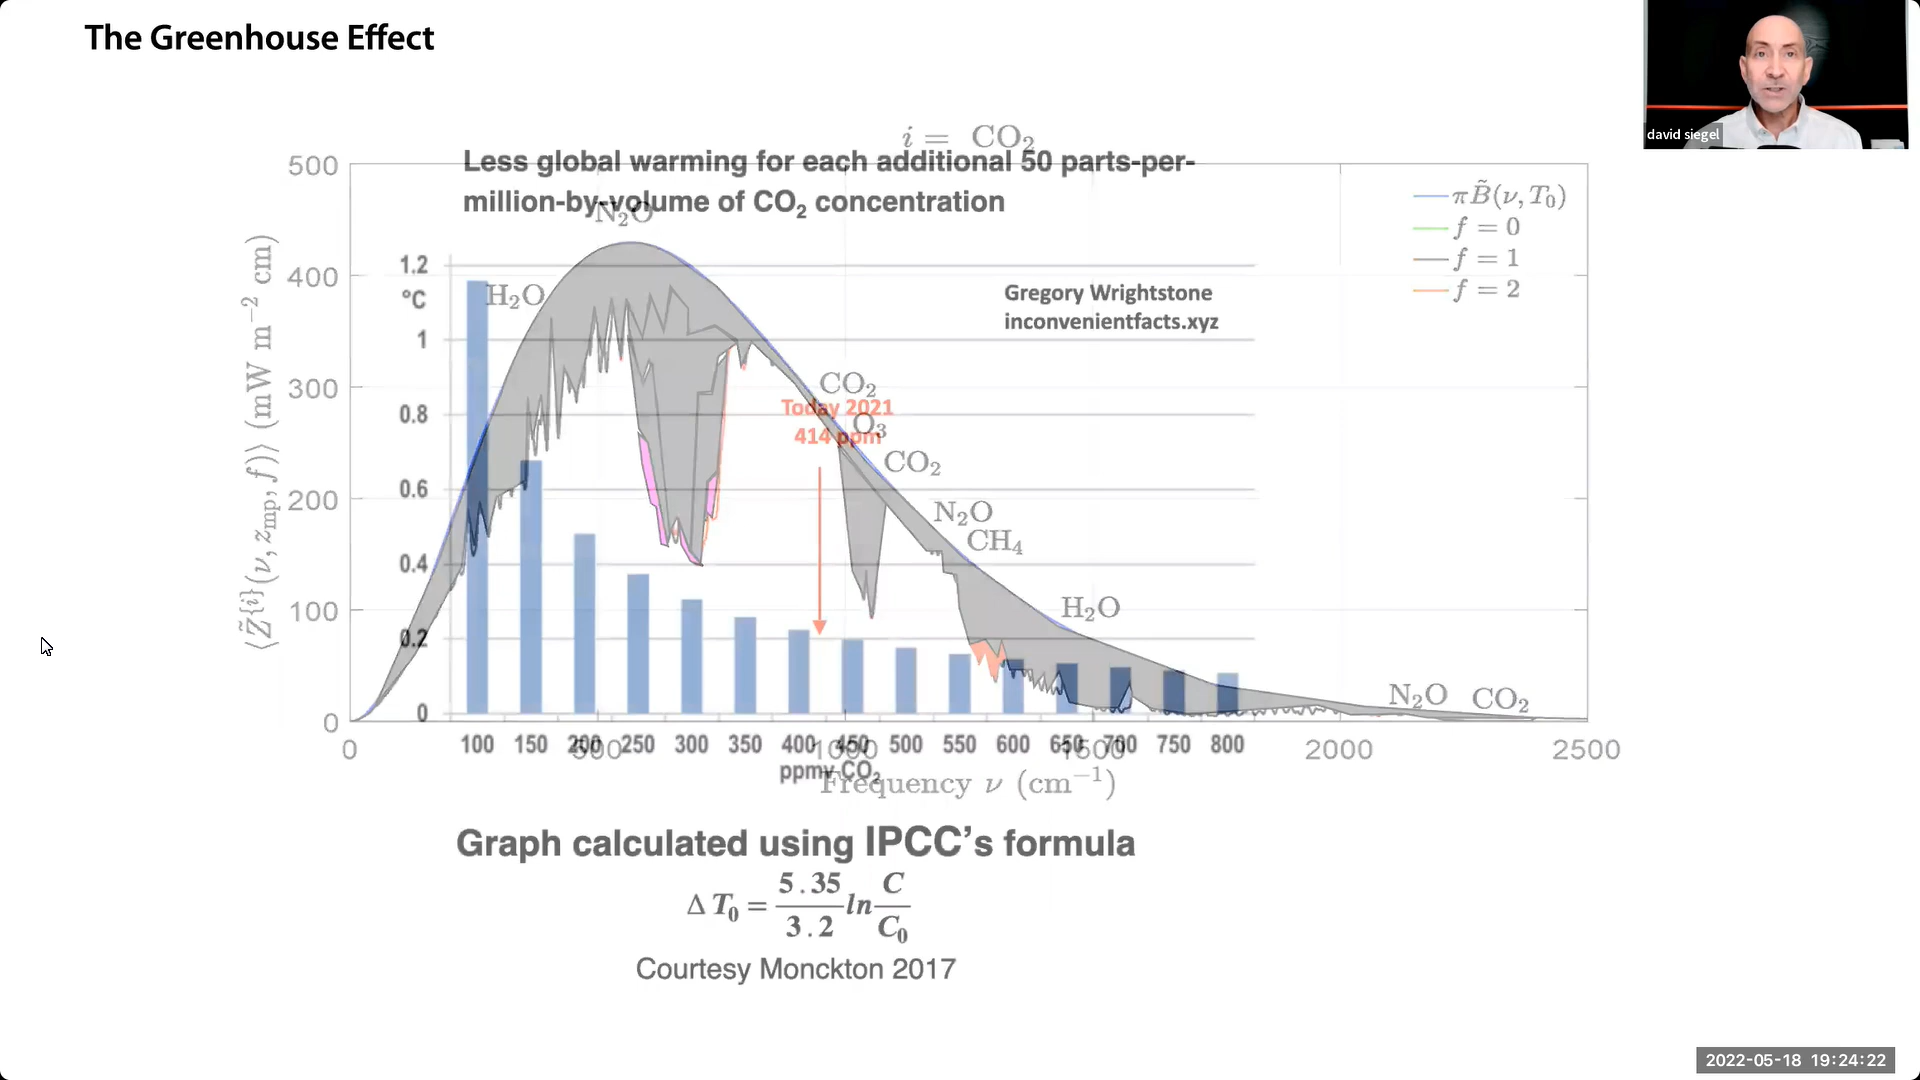 The Greenhouse Effect
david siegel
i = CO₂
Less global warming for each additional 50 parts-per-
million-by-volume of CO₂ concentration
500
400
300
200
100
0
⟨Z̃{i}(ν, zmp, f)⟩ (mW m⁻² cm)
πB̃(ν, T₀)
f = 0
f = 1
f = 2
N₂O
H₂O
1.2
°C
1
0.8
0.6
0.4
0.2
0
Gregory Wrightstone
inconvenientfacts.xyz
CO₂
Today 2021
414 ppm
O₃
CO₂
N₂O
CH₄
H₂O
N₂O CO₂
100 150 200 250 300 350 400 450 500 550 600 650 700 750 800
ppmv CO₂
0 500 1000 1500 2000 2500
Frequency ν (cm⁻¹)
Graph calculated using IPCC's formula
Δ T₀ = 5.35/3.2 ln C/C₀
Courtesy Monckton 2017
2022-05-18 19:24:22